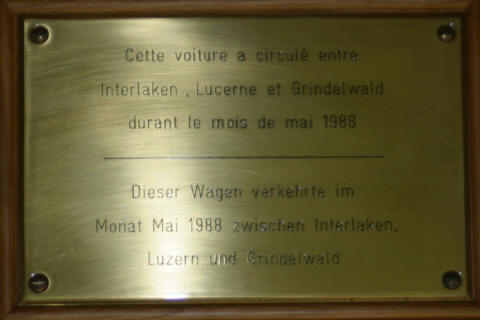 Cette voiture a circulé entre
Interlaken , Lucerne et Grindelwald
durant le mois de mai 1988
Dieser Wagen verkehrte im
Monat Mai 1988 zwischen Interlaken,
Luzern und Grindelwald